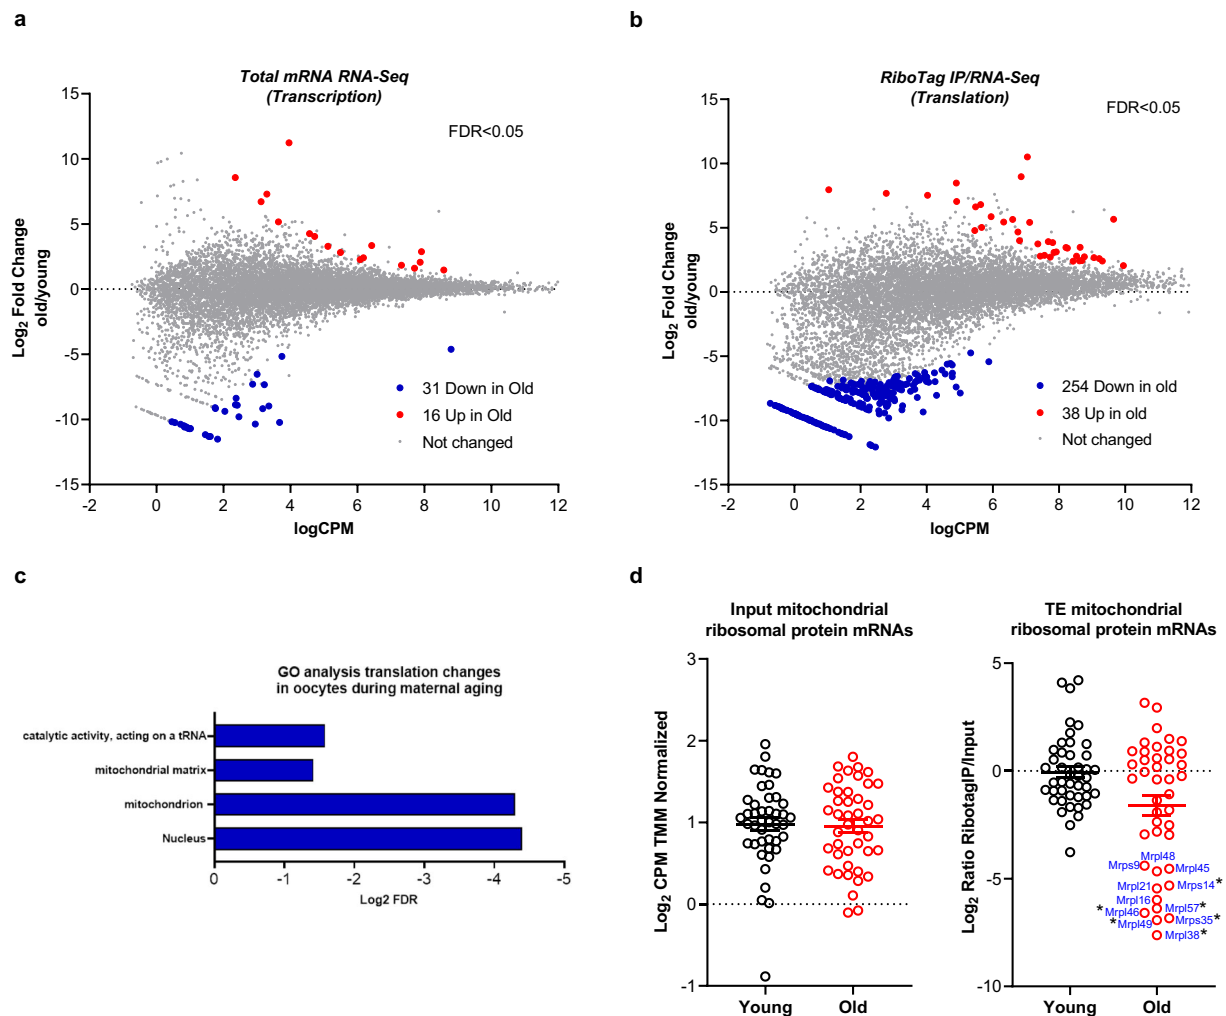 a
Total mRNA RNA-Seq
(Transcription)
FDR<0.05
15
10
5
0
-5
-10
-15
Log2 Fold Change
old/young
31 Down in Old
16 Up in Old
Not changed
-2
0
2
4
6
8
10
12
logCPM
b
RiboTag IP/RNA-Seq
(Translation)
FDR<0.05
15
10
5
0
-5
-10
-15
Log2 Fold Change
old/young
254 Down in old
38 Up in old
Not changed
-2
0
2
4
6
8
10
12
logCPM
c
GO analysis translation changes
in oocytes during maternal aging
catalytic activity, acting on a tRNA
mitochondrial matrix
mitochondrion
Nucleus
0
-1
-2
-3
-4
-5
Log2 FDR
d
Input mitochondrial
ribosomal protein mRNAs
3
2
1
0
-1
Log2 CPM TMM Normalized
Young
Old
TE mitochondrial
ribosomal protein mRNAs
5
0
-5
-10
Log2 Ratio RibotagIP/Input
Mrpl48
Mrps9
Mrpl45
Mrpl21
Mrps14*
Mrpl16
Mrpl57*
*Mrpl46
Mrps35*
*Mrpl49
Mrpl38*
Young
Old